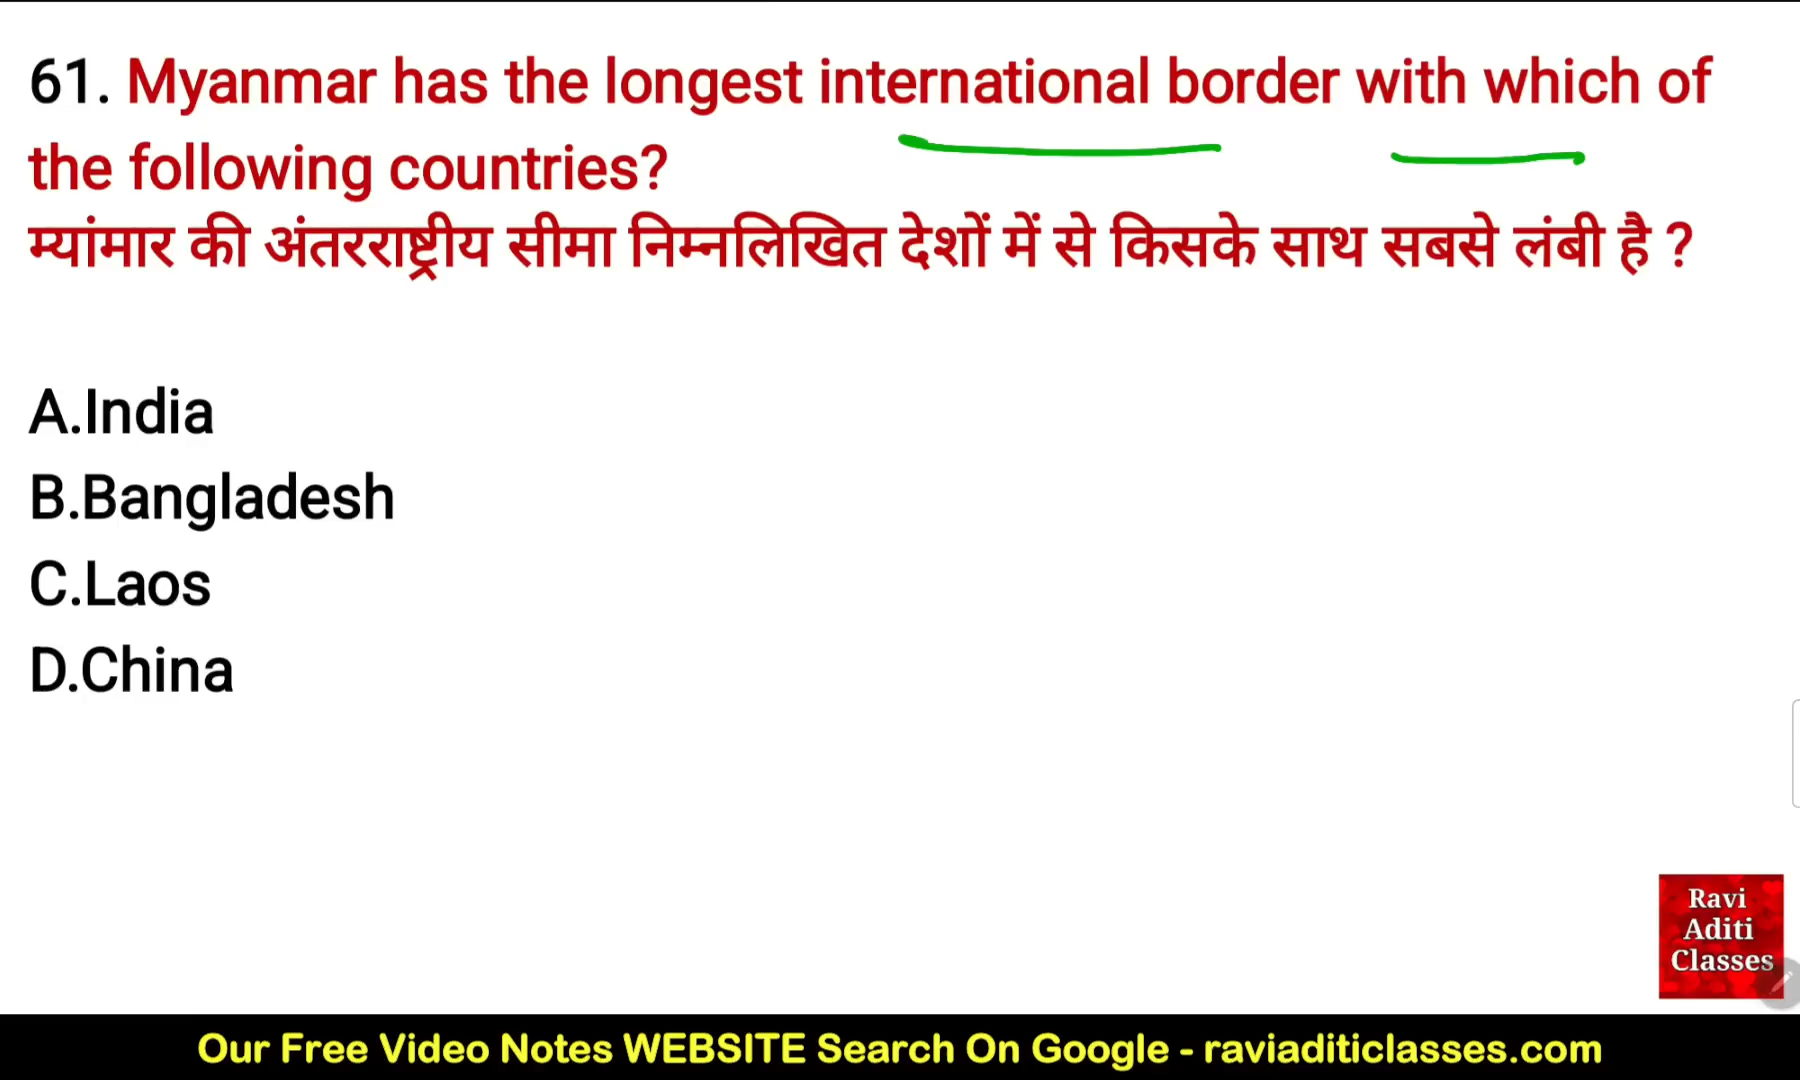 61. Myanmar has the longest international border with which of
the following countries?
म्यांमार की अंतरराष्ट्रीय सीमा निम्नलिखित देशों में से किसके साथ सबसे लंबी है ?
A.India
B.Bangladesh
C.Laos
D.China
Ravi
Aditi
Classes
Our Free Video Notes WEBSITE Search On Google - raviaditiclasses.com